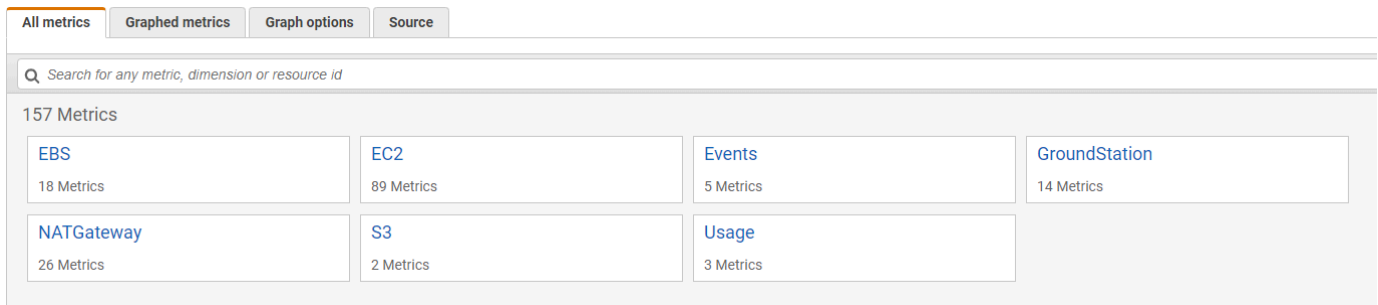 All metrics Graphed metrics Graph options Source
Search for any metric, dimension or resource id
157 Metrics
EBS EC2 Events GroundStation
18 Metrics 89 Metrics 5 Metrics 14 Metrics
NATGateway S3 Usage
26 Metrics 2 Metrics 3 Metrics